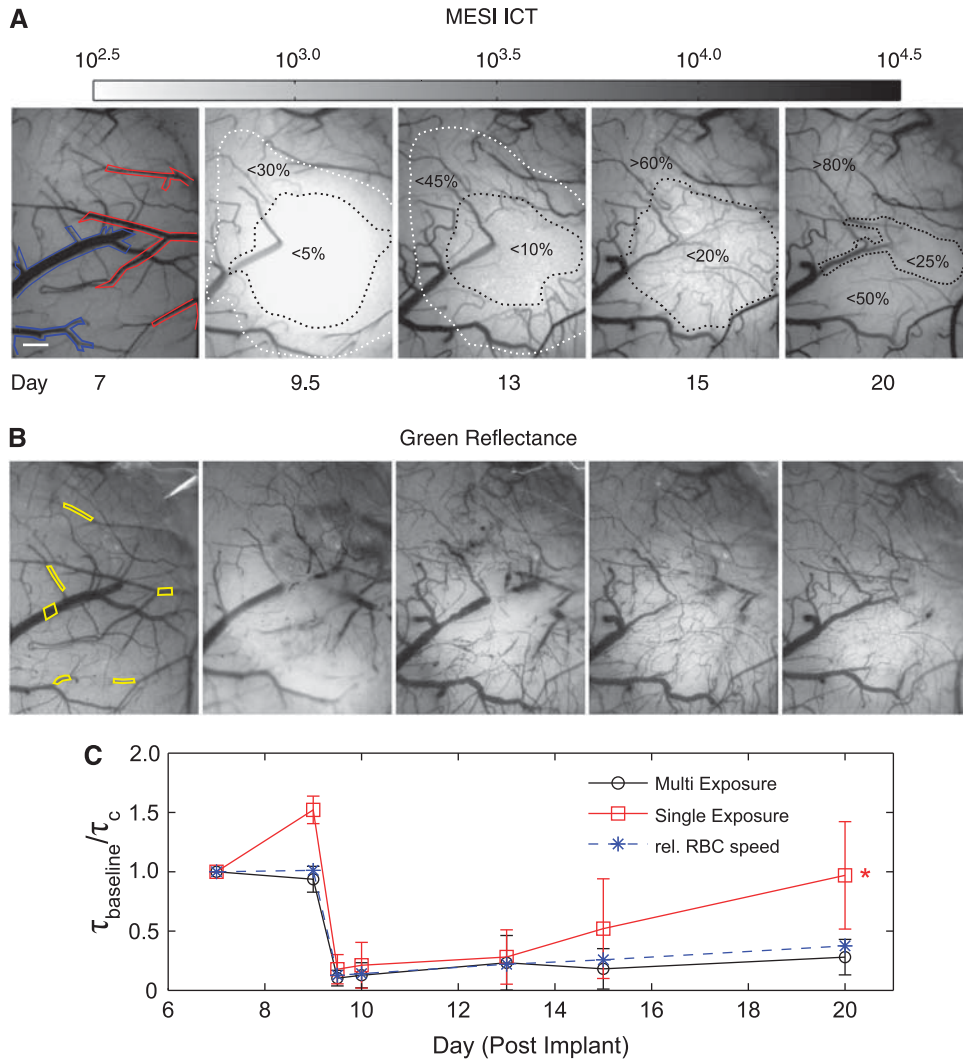 A
MESI ICT
10^2.5 10^3.0 10^3.5 10^4.0 10^4.5
<30% <45% >60% >80%
<5% <10% <20% <25%
<50%
Day 7 9.5 13 15 20
B
Green Reflectance
C
2.0
1.5
1.0
0.5
0
τbaseline/τc
Multi Exposure
Single Exposure
rel. RBC speed
*
6 8 10 12 14 16 18 20
Day (Post Implant)